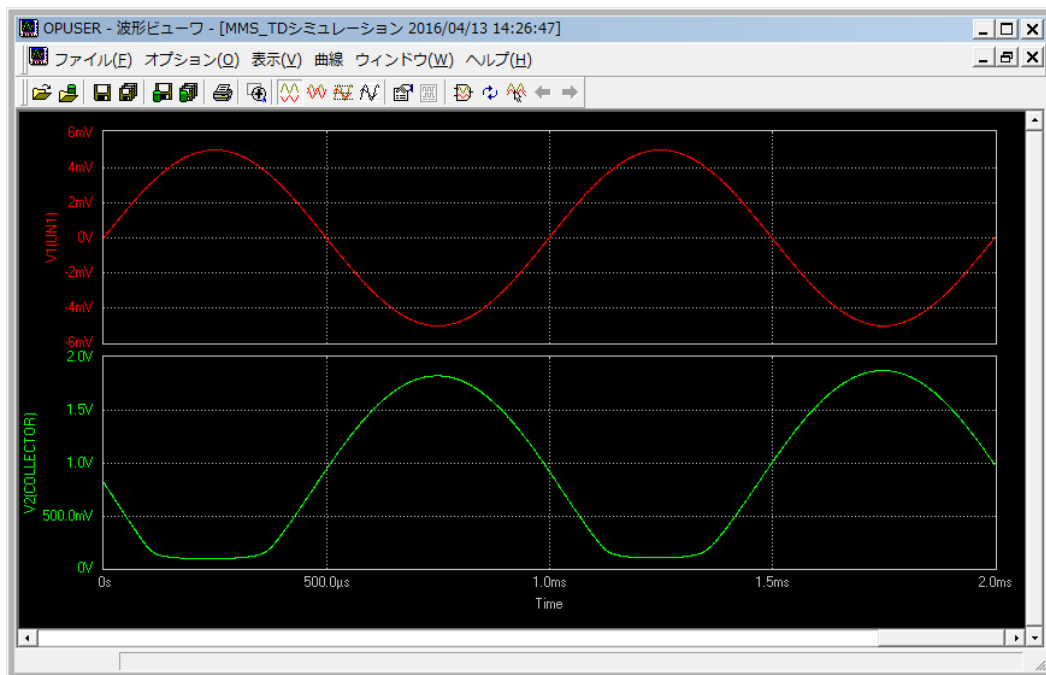 OPUSER - 波形ビューワ - [MMS_TDシミュレーション 2016/04/13 14:26:47]
ファイル(F) オプション(O) 表示(V) 曲線 ウィンドウ(W) ヘルプ(H)
6mV
4mV
2mV
0V
-2mV
-4mV
-6mV
V1(UN1)
2.0V
1.5V
1.0V
500.0mV
0V
V2(COLLECTOR)
0s 500.0µs 1.0ms 1.5ms 2.0ms
Time